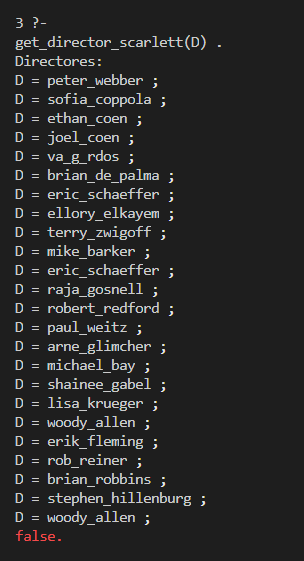 3 ?-
get_director_scarlett(D) .
Directores:
D = peter_webber ;
D = sofia_coppola ;
D = ethan_coen ;
D = joel_coen ;
D = va_g_rdos ;
D = brian_de_palma ;
D = eric_schaeffer ;
D = ellory_elkayem ;
D = terry_zwigoff ;
D = mike_barker ;
D = eric_schaeffer ;
D = raja_gosnell ;
D = robert_redford ;
D = paul_weitz ;
D = arne_glimcher ;
D = michael_bay ;
D = shainee_gabel ;
D = lisa_krueger ;
D = woody_allen ;
D = erik_fleming ;
D = rob_reiner ;
D = brian_robbins ;
D = stephen_hillenburg ;
D = woody_allen ;
false.